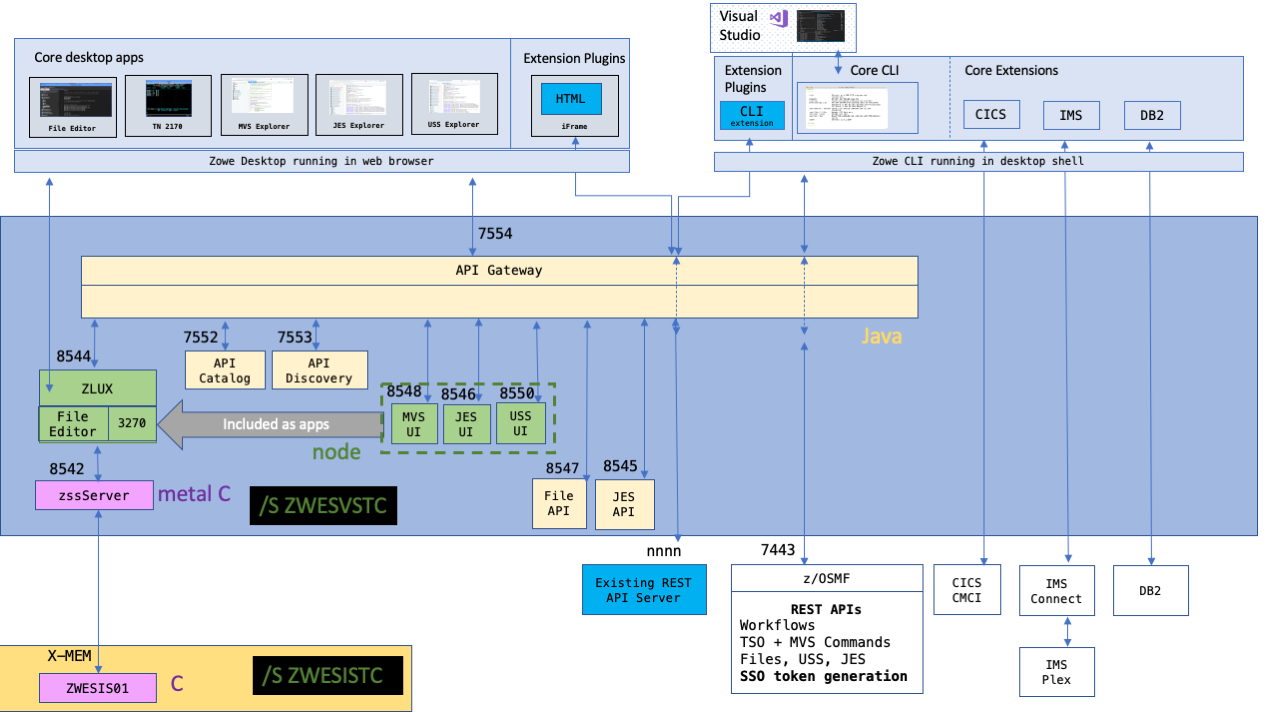 Visual
Studio
Core desktop apps
Extension Plugins
File Editor
TN 2170
MVS Explorer
JES Explorer
USS Explorer
HTML
iFrame
Extension
Plugins
Core CLI
Core Extensions
CLI
extension
CICS
IMS
DB2
Zowe Desktop running in web browser
Zowe CLI running in desktop shell
7554
API Gateway
Java
7552
7553
8544
API
Catalog
API
Discovery
ZLUX
File
Editor
3270
8548
8546
8550
MVS
UI
JES
UI
USS
UI
Included as apps
node
8542
zssServer
metal C
/S ZWESVSTC
8547
8545
File
API
JES
API
nnnn
7443
Existing REST
API Server
z/OSMF
REST APIs
Workflows
TSO + MVS Commands
Files, USS, JES
SSO token generation
CICS
CMCI
IMS
Connect
DB2
IMS
Plex
X-MEM
ZWESIS01
C
/S ZWESISTC